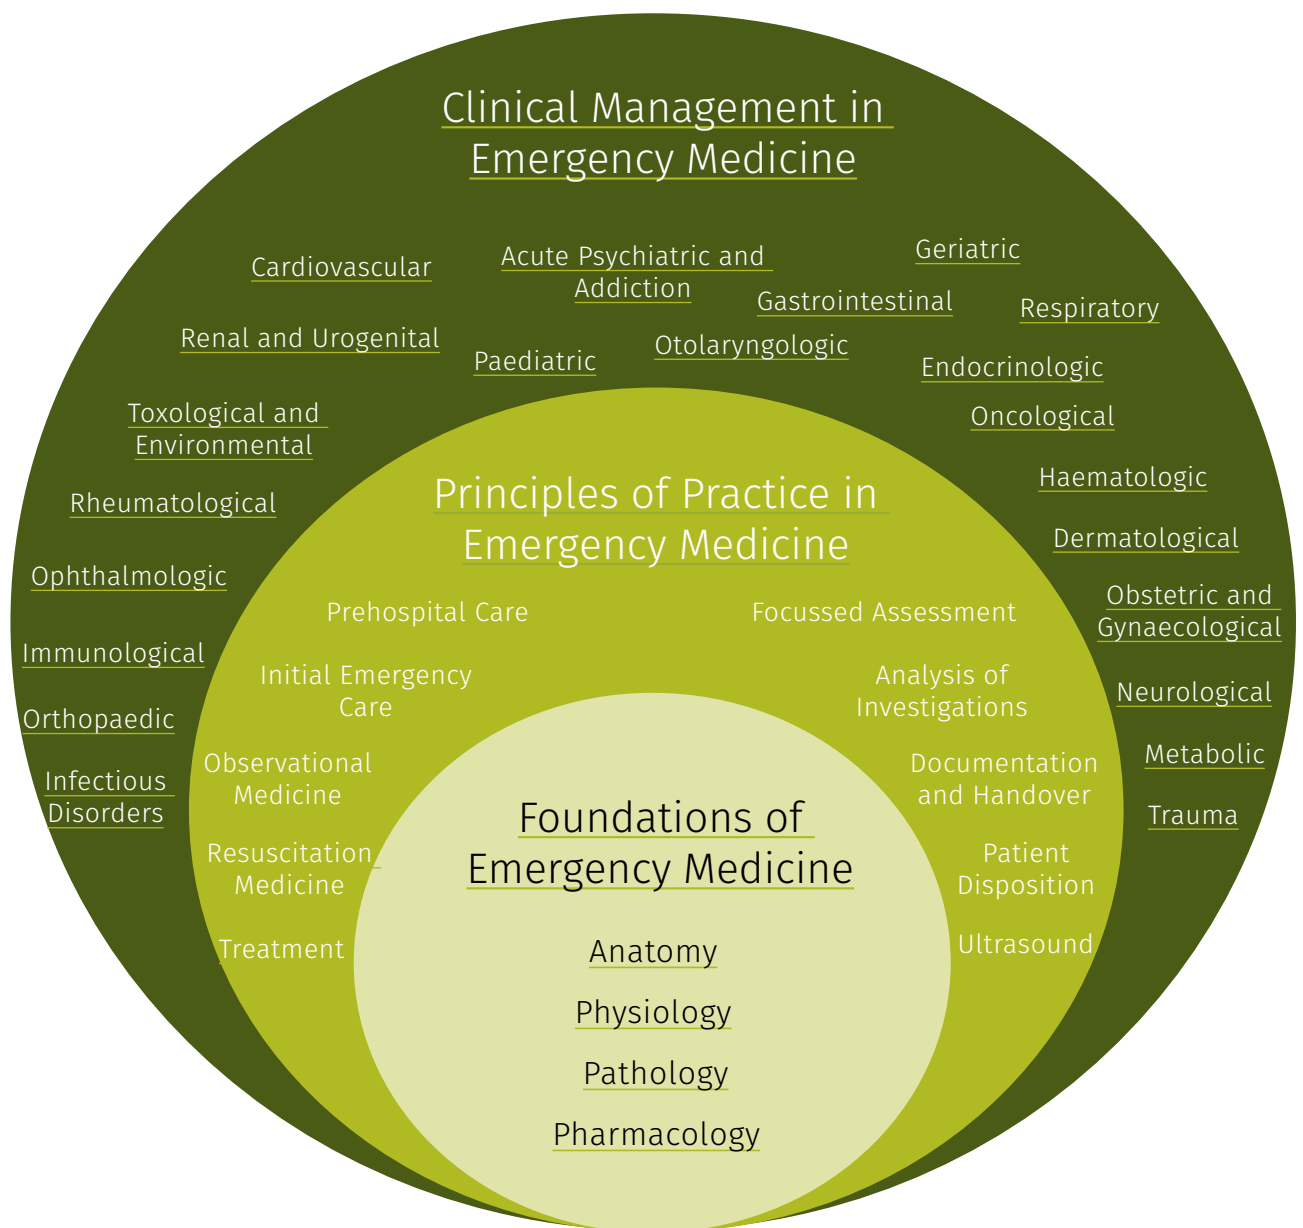 Clinical Management in
Emergency Medicine
Cardiovascular
Acute Psychiatric and
Addiction
Geriatric
Gastrointestinal
Respiratory
Renal and Urogenital
Paediatric
Otolaryngologic
Endocrinologic
Toxological and
Environmental
Oncological
Rheumatological
Haematologic
Dermatological
Ophthalmologic
Obstetric and
Gynaecological
Immunological
Neurological
Orthopaedic
Metabolic
Infectious
Disorders
Trauma
Principles of Practice in
Emergency Medicine
Prehospital Care
Focussed Assessment
Initial Emergency
Care
Analysis of
Investigations
Observational
Medicine
Documentation
and Handover
Resuscitation
Medicine
Patient
Disposition
Treatment
Ultrasound
Foundations of
Emergency Medicine
Anatomy
Physiology
Pathology
Pharmacology